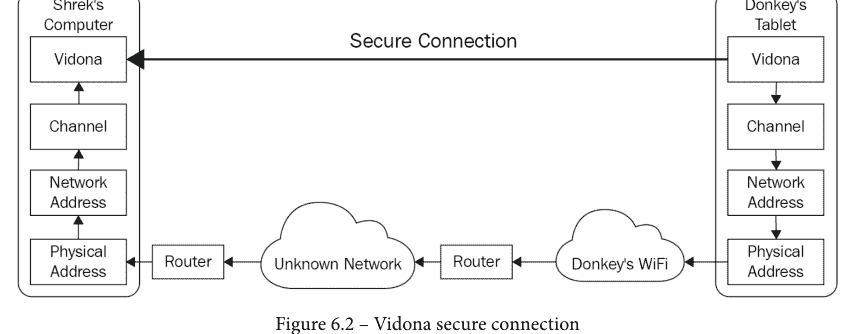 Shrek's
Computer
Donkey's
Tablet
Vidona
Secure Connection
Vidona
Channel
Channel
Network
Address
Network
Address
Physical
Address
Router
Unknown Network
Router
Donkey's WiFi
Physical
Address
Figure 6.2 – Vidona secure connection